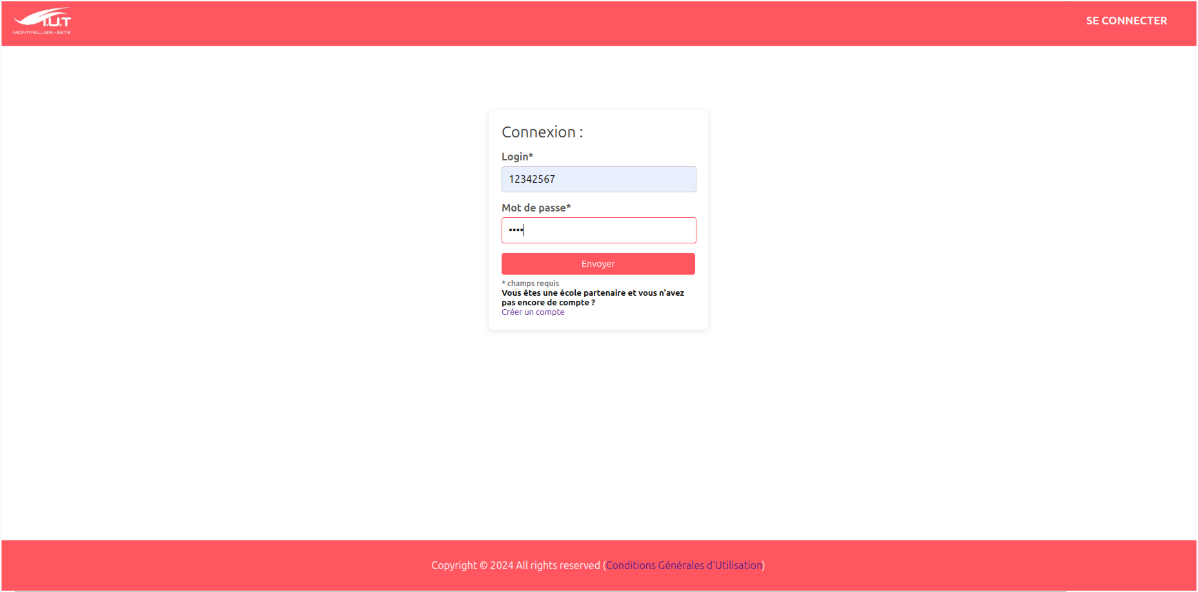 I.U.T
MONTPELLIER - SETE
SE CONNECTER
Connexion :
Login*
12342567
Mot de passe*
••••
Envoyer
* champs requis
Vous êtes une école partenaire et vous n'avez
pas encore de compte ?
Créer un compte
Copyright © 2024 All rights reserved (Conditions Générales d'Utilisation)